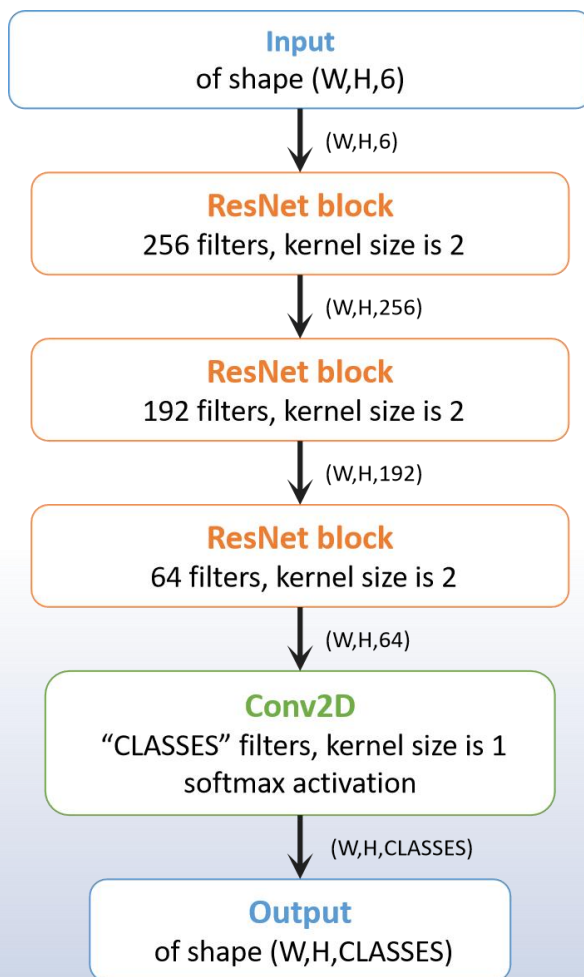 Input
of shape (W,H,6)
(W,H,6)
ResNet block
256 filters, kernel size is 2
(W,H,256)
ResNet block
192 filters, kernel size is 2
(W,H,192)
ResNet block
64 filters, kernel size is 2
(W,H,64)
Conv2D
“CLASSES” filters, kernel size is 1
softmax activation
(W,H,CLASSES)
Output
of shape (W,H,CLASSES)